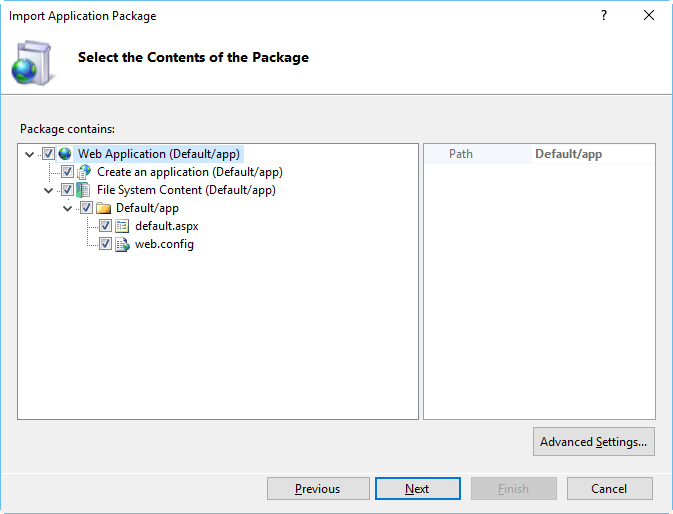 Import Application Package
?
Select the Contents of the Package
Package contains:
Web Application (Default/app)
Create an application (Default/app)
File System Content (Default/app)
Default/app
default.aspx
web.config
Path Default/app
Advanced Settings...
Previous Next Finish Cancel